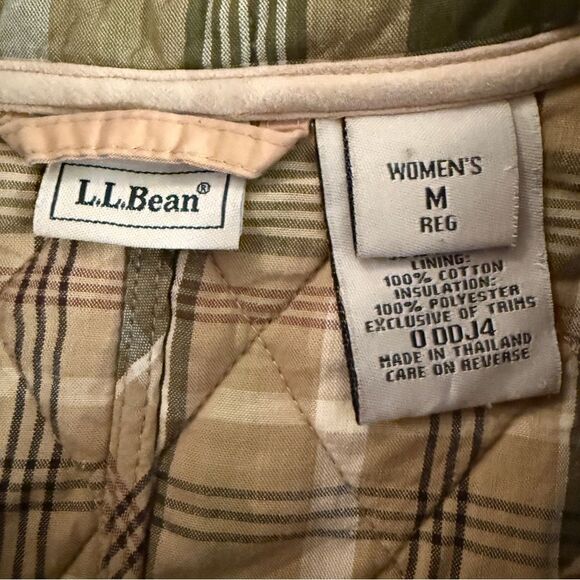 L.L.Bean®
WOMEN'S
M
REG
LINING:
100% COTTON
INSULATION:
100% POLYESTER
EXCLUSIVE OF TRIMS
0 DDJ4
MADE IN THAILAND
CARE ON REVERSE